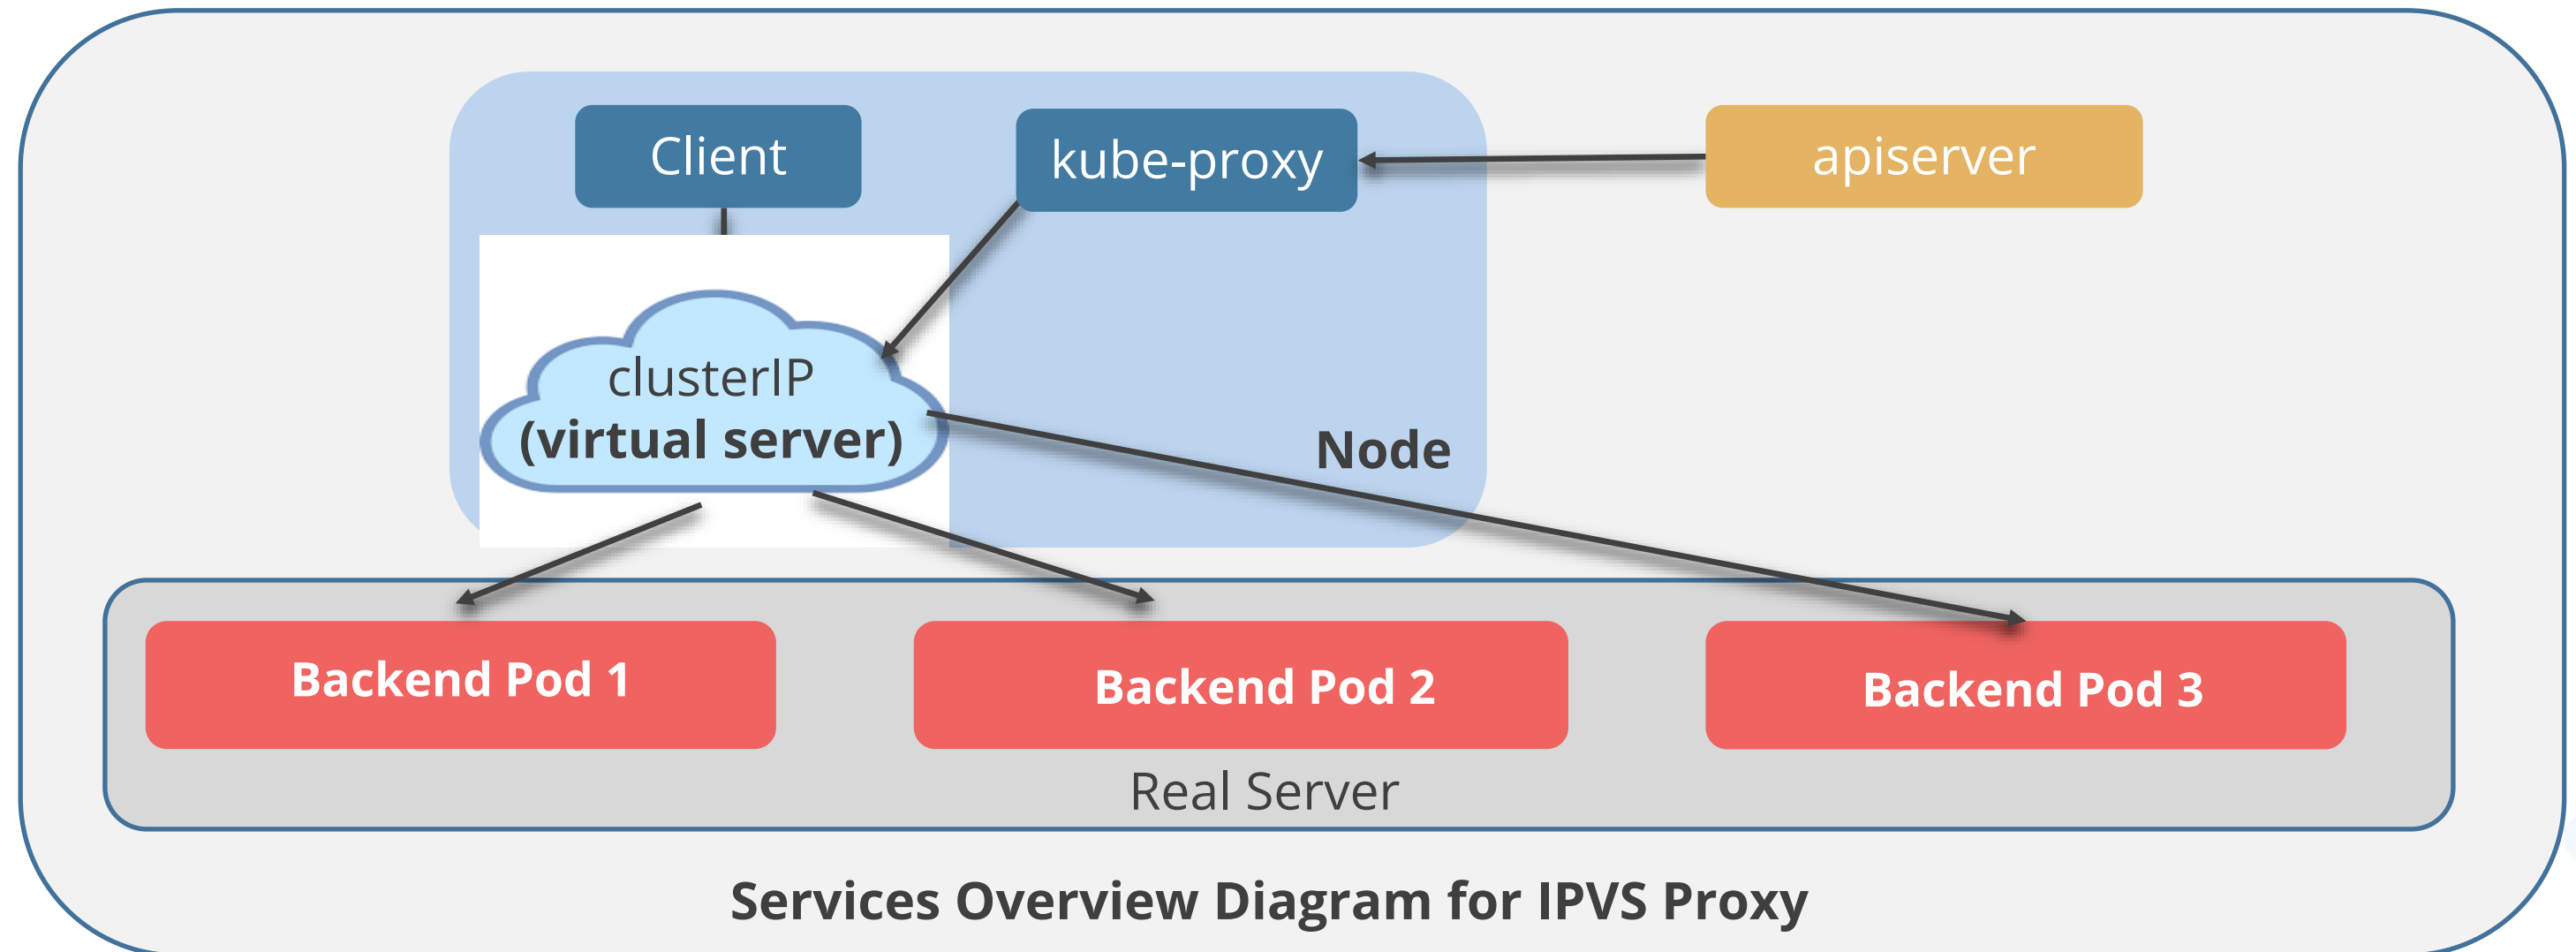 Client
kube-proxy
apiserver
clusterIP
(virtual server)
Node
Backend Pod 1
Backend Pod 2
Backend Pod 3
Real Server
Services Overview Diagram for IPVS Proxy